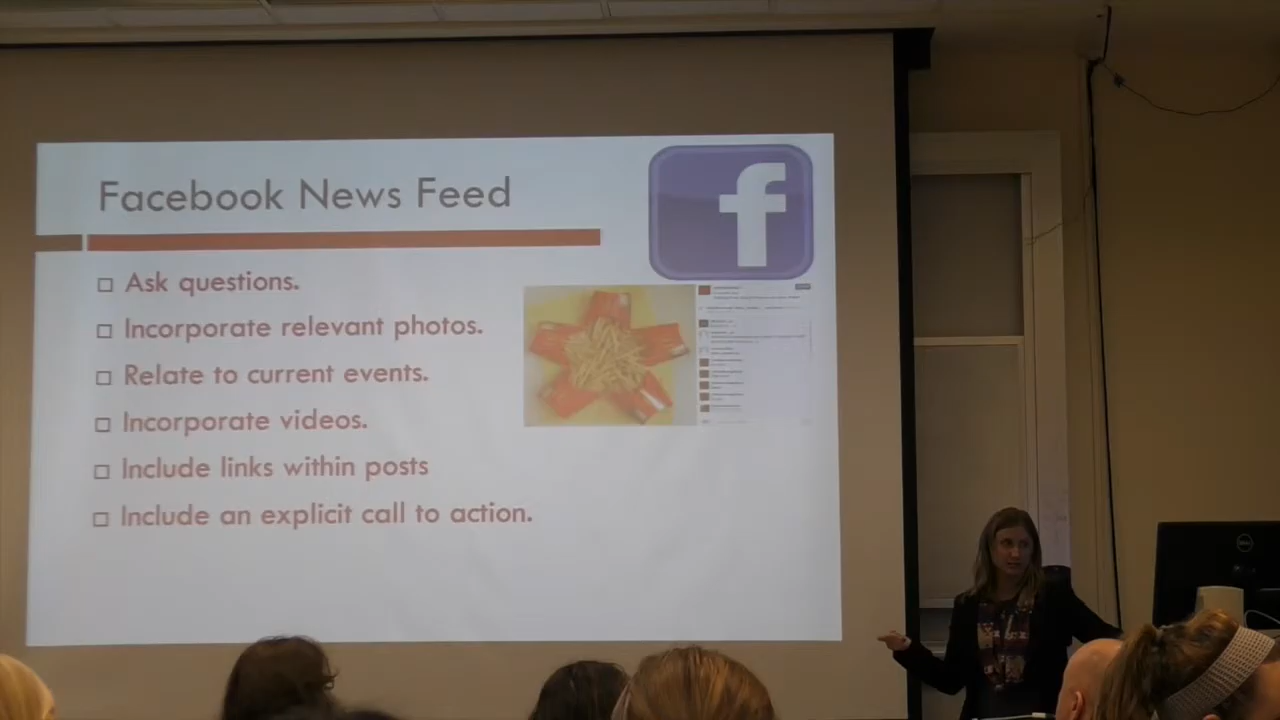 Facebook News Feed
f
Ask questions.
Incorporate relevant photos.
Relate to current events.
Incorporate videos.
Include links within posts
Include an explicit call to action.
DELL